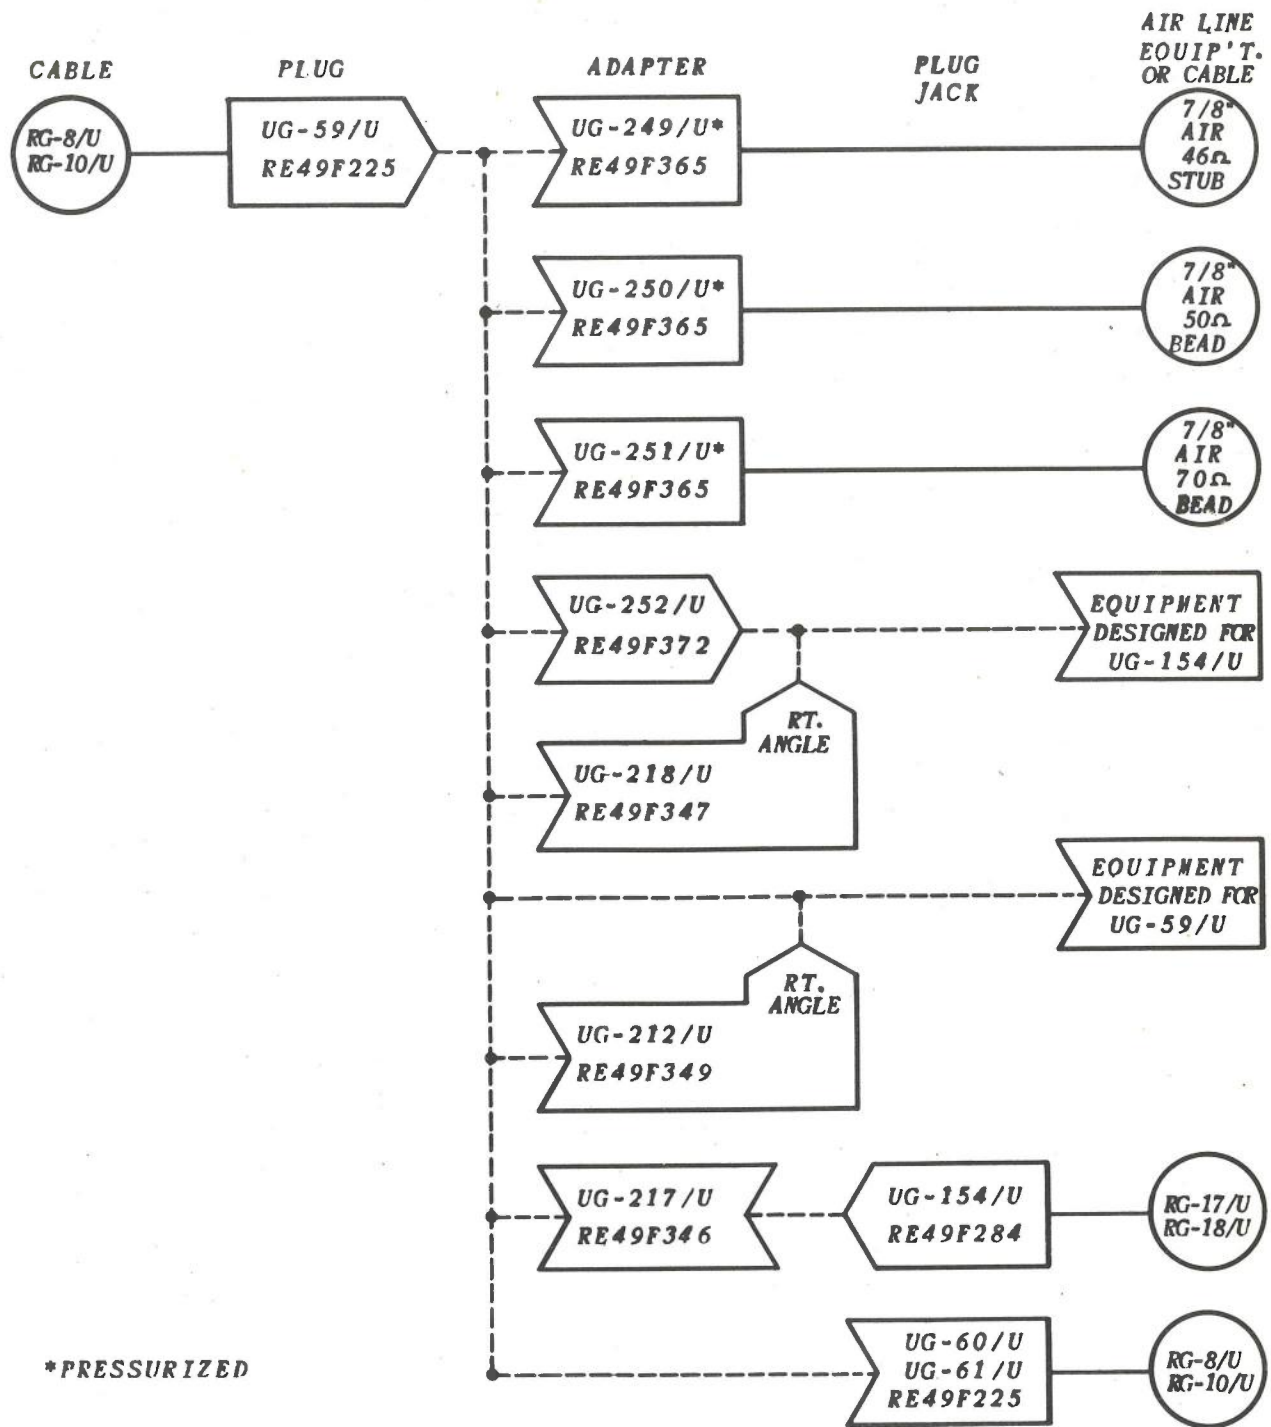 AIR LINE
EQUIP'T.
OR CABLE
CABLE
PLUG
ADAPTER
PLUG
JACK
RG-8/U
RG-10/U
UG-59/U
RE49F225
UG-249/U*
RE49F365
7/8"
AIR
46Ω
STUB
UG-250/U*
RE49F365
7/8"
AIR
50Ω
BEAD
UG-251/U*
RE49F365
7/8"
AIR
70Ω
BEAD
UG-252/U
RE49F372
EQUIPMENT
DESIGNED FOR
UG-154/U
RT.
ANGLE
UG-218/U
RE49F347
EQUIPMENT
DESIGNED FOR
UG-59/U
RT.
ANGLE
UG-212/U
RE49F349
UG-217/U
RE49F346
UG-154/U
RE49F284
RG-17/U
RG-18/U
UG-60/U
UG-61/U
RE49F225
RG-8/U
RG-10/U
*PRESSURIZED